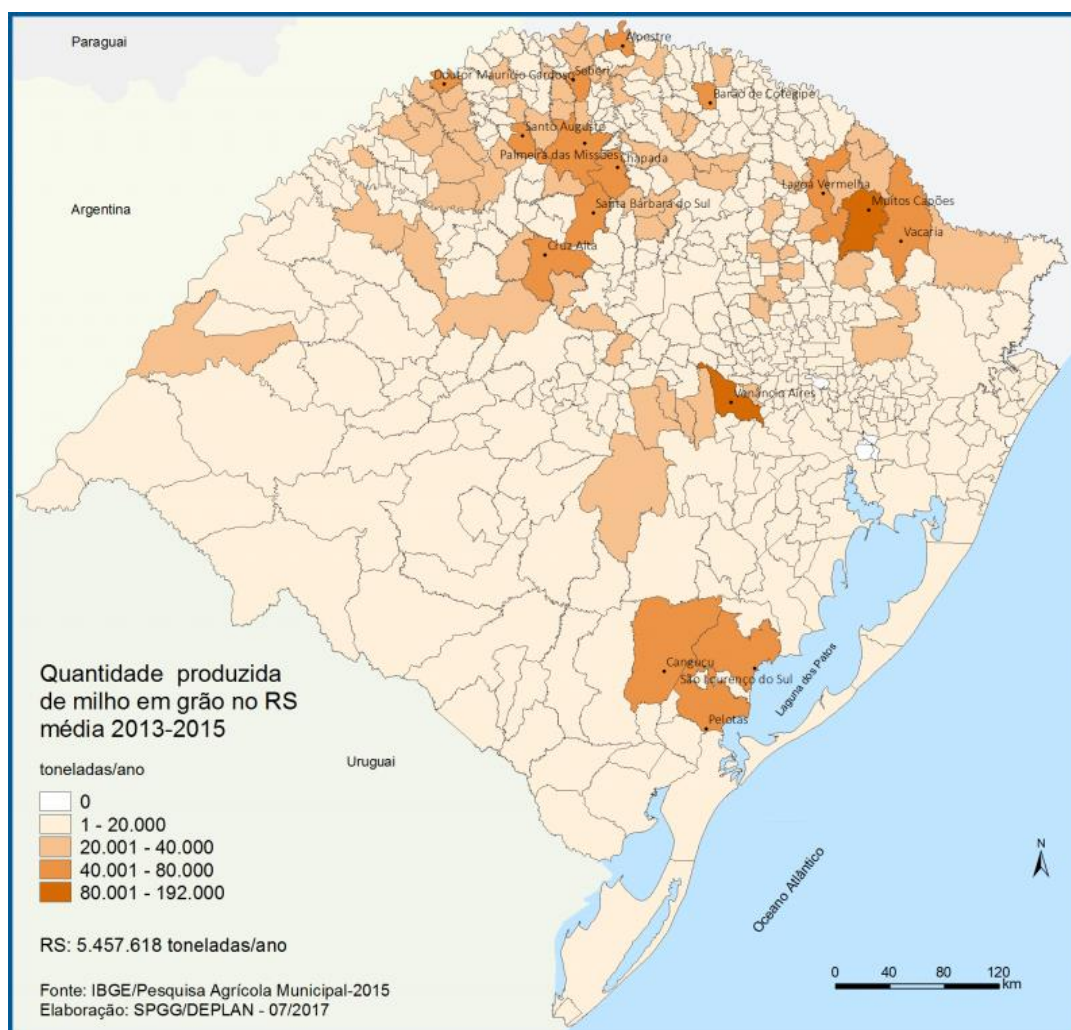 Paraguai
Alpestre
Doutor Maurício Cardoso
Seberi
Barão de Cotegipe
Santo Augusto
Palmeira das Missões
Chapada
Lagoa Vermelha
Argentina
Muitos Capões
Santa Bárbara do Sul
Vacaria
Cruz Alta
Venâncio Aires
Canguçu
São Lourenço do Sul
Laguna dos Patos
Pelotas
Quantidade produzida
de milho em grão no RS
média 2013-2015
Uruguai
toneladas/ano
0
1 - 20.000
20.001 - 40.000
40.001 - 80.000
80.001 - 192.000
N
Oceano Atlântico
RS: 5.457.618 toneladas/ano
0 40 80 120
km
Fonte: IBGE/Pesquisa Agrícola Municipal-2015
Elaboração: SPGG/DEPLAN - 07/2017